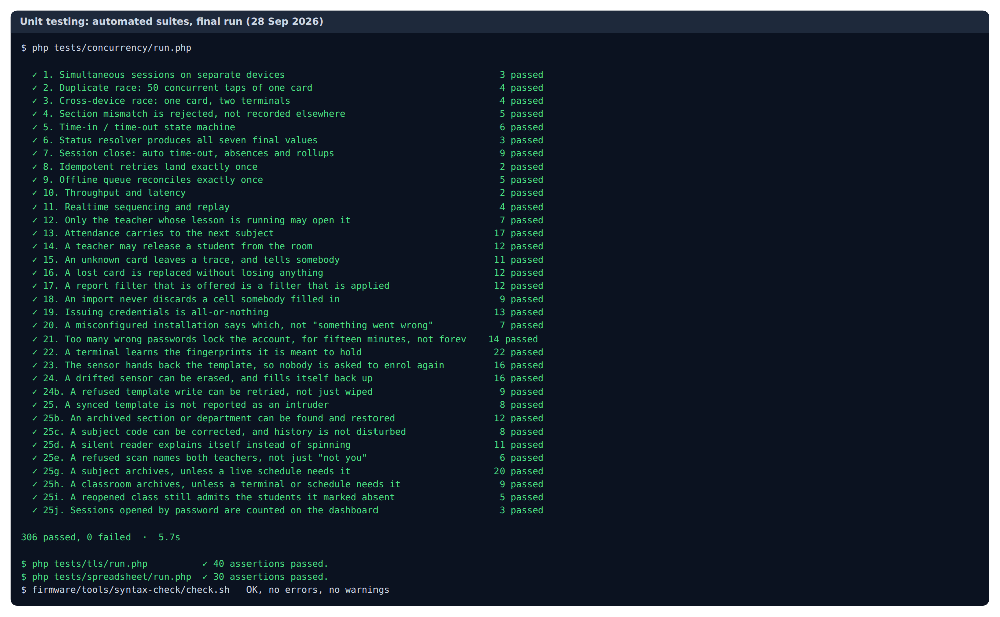 Unit testing: automated suites, final run (28 Sep 2026)
$ php tests/concurrency/run.php
✓ 1. Simultaneous sessions on separate devices 3 passed
✓ 2. Duplicate race: 50 concurrent taps of one card 4 passed
✓ 3. Cross-device race: one card, two terminals 4 passed
✓ 4. Section mismatch is rejected, not recorded elsewhere 5 passed
✓ 5. Time-in / time-out state machine 6 passed
✓ 6. Status resolver produces all seven final values 3 passed
✓ 7. Session close: auto time-out, absences and rollups 9 passed
✓ 8. Idempotent retries land exactly once 2 passed
✓ 9. Offline queue reconciles exactly once 5 passed
✓ 10. Throughput and latency 2 passed
✓ 11. Realtime sequencing and replay 4 passed
✓ 12. Only the teacher whose lesson is running may open it 7 passed
✓ 13. Attendance carries to the next subject 17 passed
✓ 14. A teacher may release a student from the room 12 passed
✓ 15. An unknown card leaves a trace, and tells somebody 11 passed
✓ 16. A lost card is replaced without losing anything 12 passed
✓ 17. A report filter that is offered is a filter that is applied 12 passed
✓ 18. An import never discards a cell somebody filled in 9 passed
✓ 19. Issuing credentials is all-or-nothing 13 passed
✓ 20. A misconfigured installation says which, not "something went wrong" 7 passed
✓ 21. Too many wrong passwords lock the account, for fifteen minutes, not forev 14 passed
✓ 22. A terminal learns the fingerprints it is meant to hold 22 passed
✓ 23. The sensor hands back the template, so nobody is asked to enrol again 16 passed
✓ 24. A drifted sensor can be erased, and fills itself back up 16 passed
✓ 24b. A refused template write can be retried, not just wiped 9 passed
✓ 25. A synced template is not reported as an intruder 8 passed
✓ 25b. An archived section or department can be found and restored 12 passed
✓ 25c. A subject code can be corrected, and history is not disturbed 8 passed
✓ 25d. A silent reader explains itself instead of spinning 11 passed
✓ 25e. A refused scan names both teachers, not just "not you" 6 passed
✓ 25g. A subject archives, unless a live schedule needs it 20 passed
✓ 25h. A classroom archives, unless a terminal or schedule needs it 9 passed
✓ 25i. A reopened class still admits the students it marked absent 5 passed
✓ 25j. Sessions opened by password are counted on the dashboard 3 passed
306 passed, 0 failed · 5.7s
$ php tests/tls/run.php ✓ 40 assertions passed.
$ php tests/spreadsheet/run.php ✓ 30 assertions passed.
$ firmware/tools/syntax-check/check.sh OK, no errors, no warnings